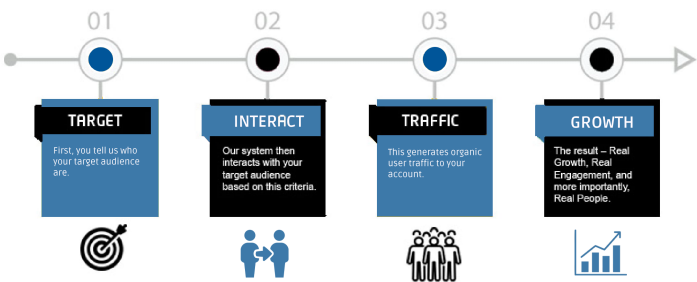 01
02
03
04
TARGET
First, you tell us who
your target audience
are.
INTERACT
Our system then
interacts with your
target audience
based on this criteria.
TRAFFIC
This generates organic
user traffic to your
account.
GROWTH
The result – Real
Growth, Real
Engagement, and
more importantly,
Real People.